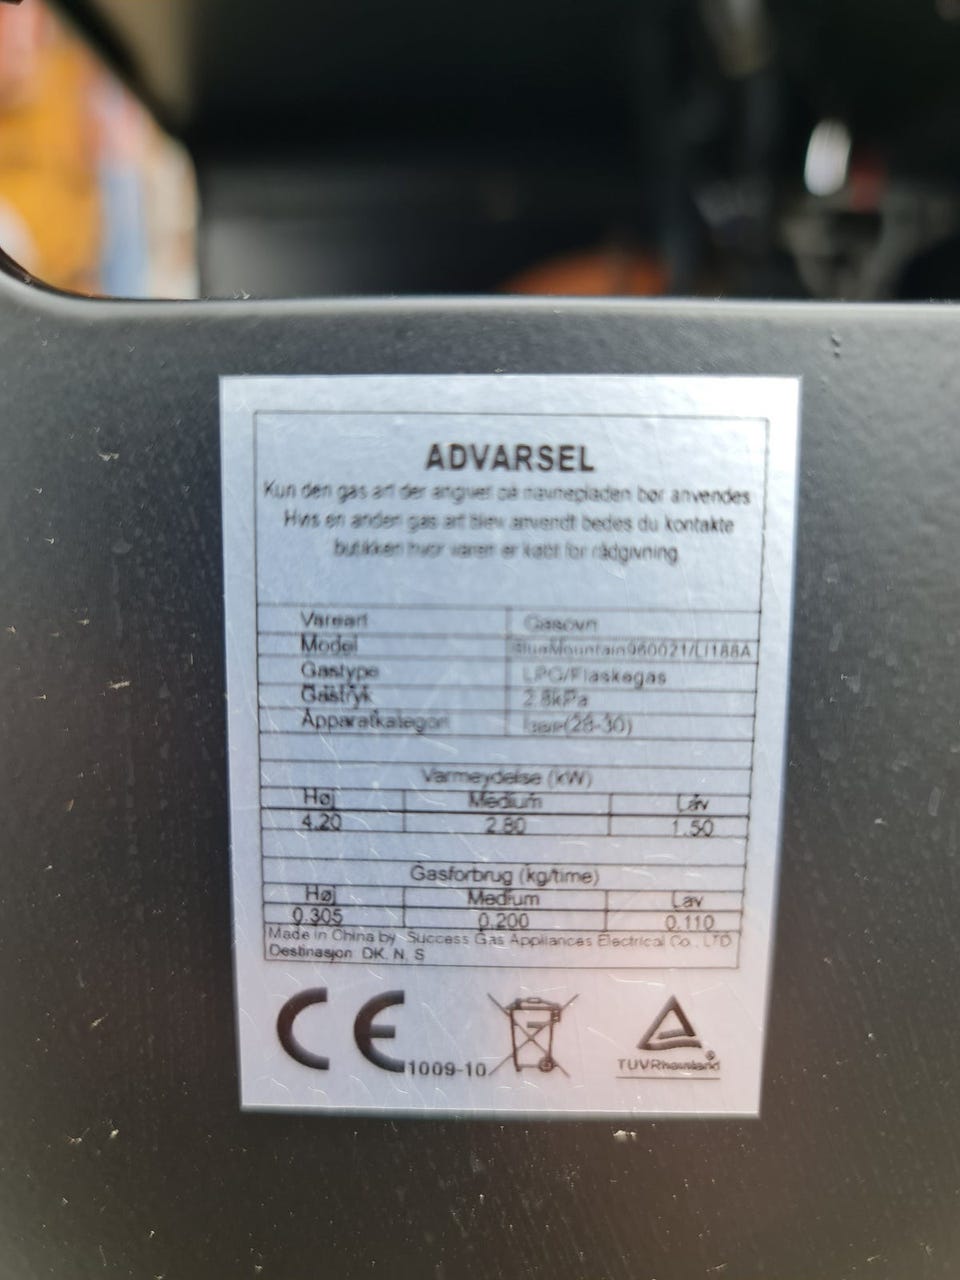 ADVARSEL
Kun den gas art der angivet på navnepladen bør anvendes
Hvis en anden gas art blev anvendt bedes du kontakte
butikken hvor varen er købt for rådgivning
Vareart Gasovn
Model BlueMountain960021/LI188A
Gastype LPG/Flaskegas
Gastryk 2.8kPa
Apparatkategori (28-30)
Varmeydelse (kW)
Høj Medium Lav
4.20 2.80 1.50
Gasforbrug (kg/time)
Høj Medium Lav
0.305 0.200 0.110
Made in China by Success Gas Appliances Electrical Co., LTD
Destinasjon DK, N, S
CE 1009-10
TUVRheinland®